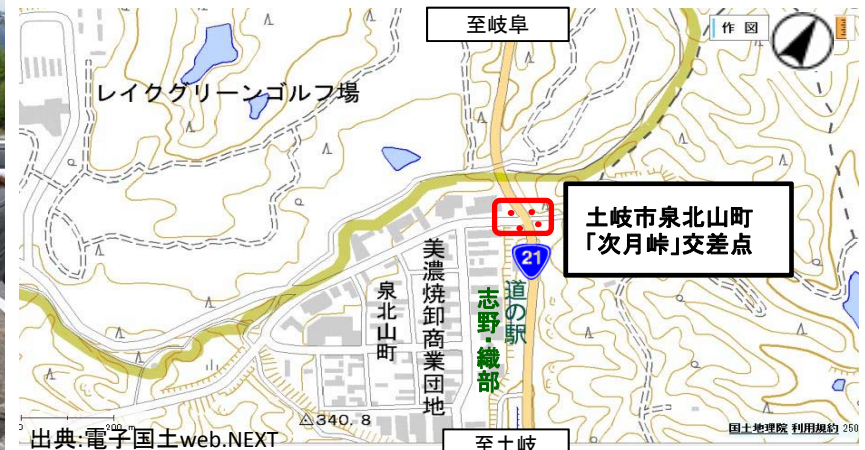 至岐阜
作 図
レイクグリーンゴルフ場
土岐市泉北山町
「次月峠」交差点
21
道の駅
志野・織部
美濃焼卸商業団地
泉北山町
△340.8
200 m
出典:電子国土web.NEXT
至土岐
国土地理院 利用規約 250